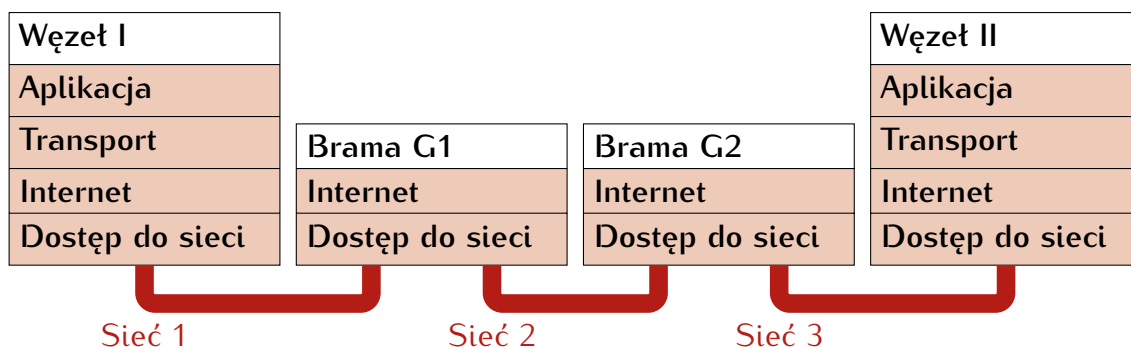 Węzeł I
Aplikacja
Transport
Internet
Dostęp do sieci
Brama G1
Internet
Dostęp do sieci
Brama G2
Internet
Dostęp do sieci
Węzeł II
Aplikacja
Transport
Internet
Dostęp do sieci
Sieć 1
Sieć 2
Sieć 3